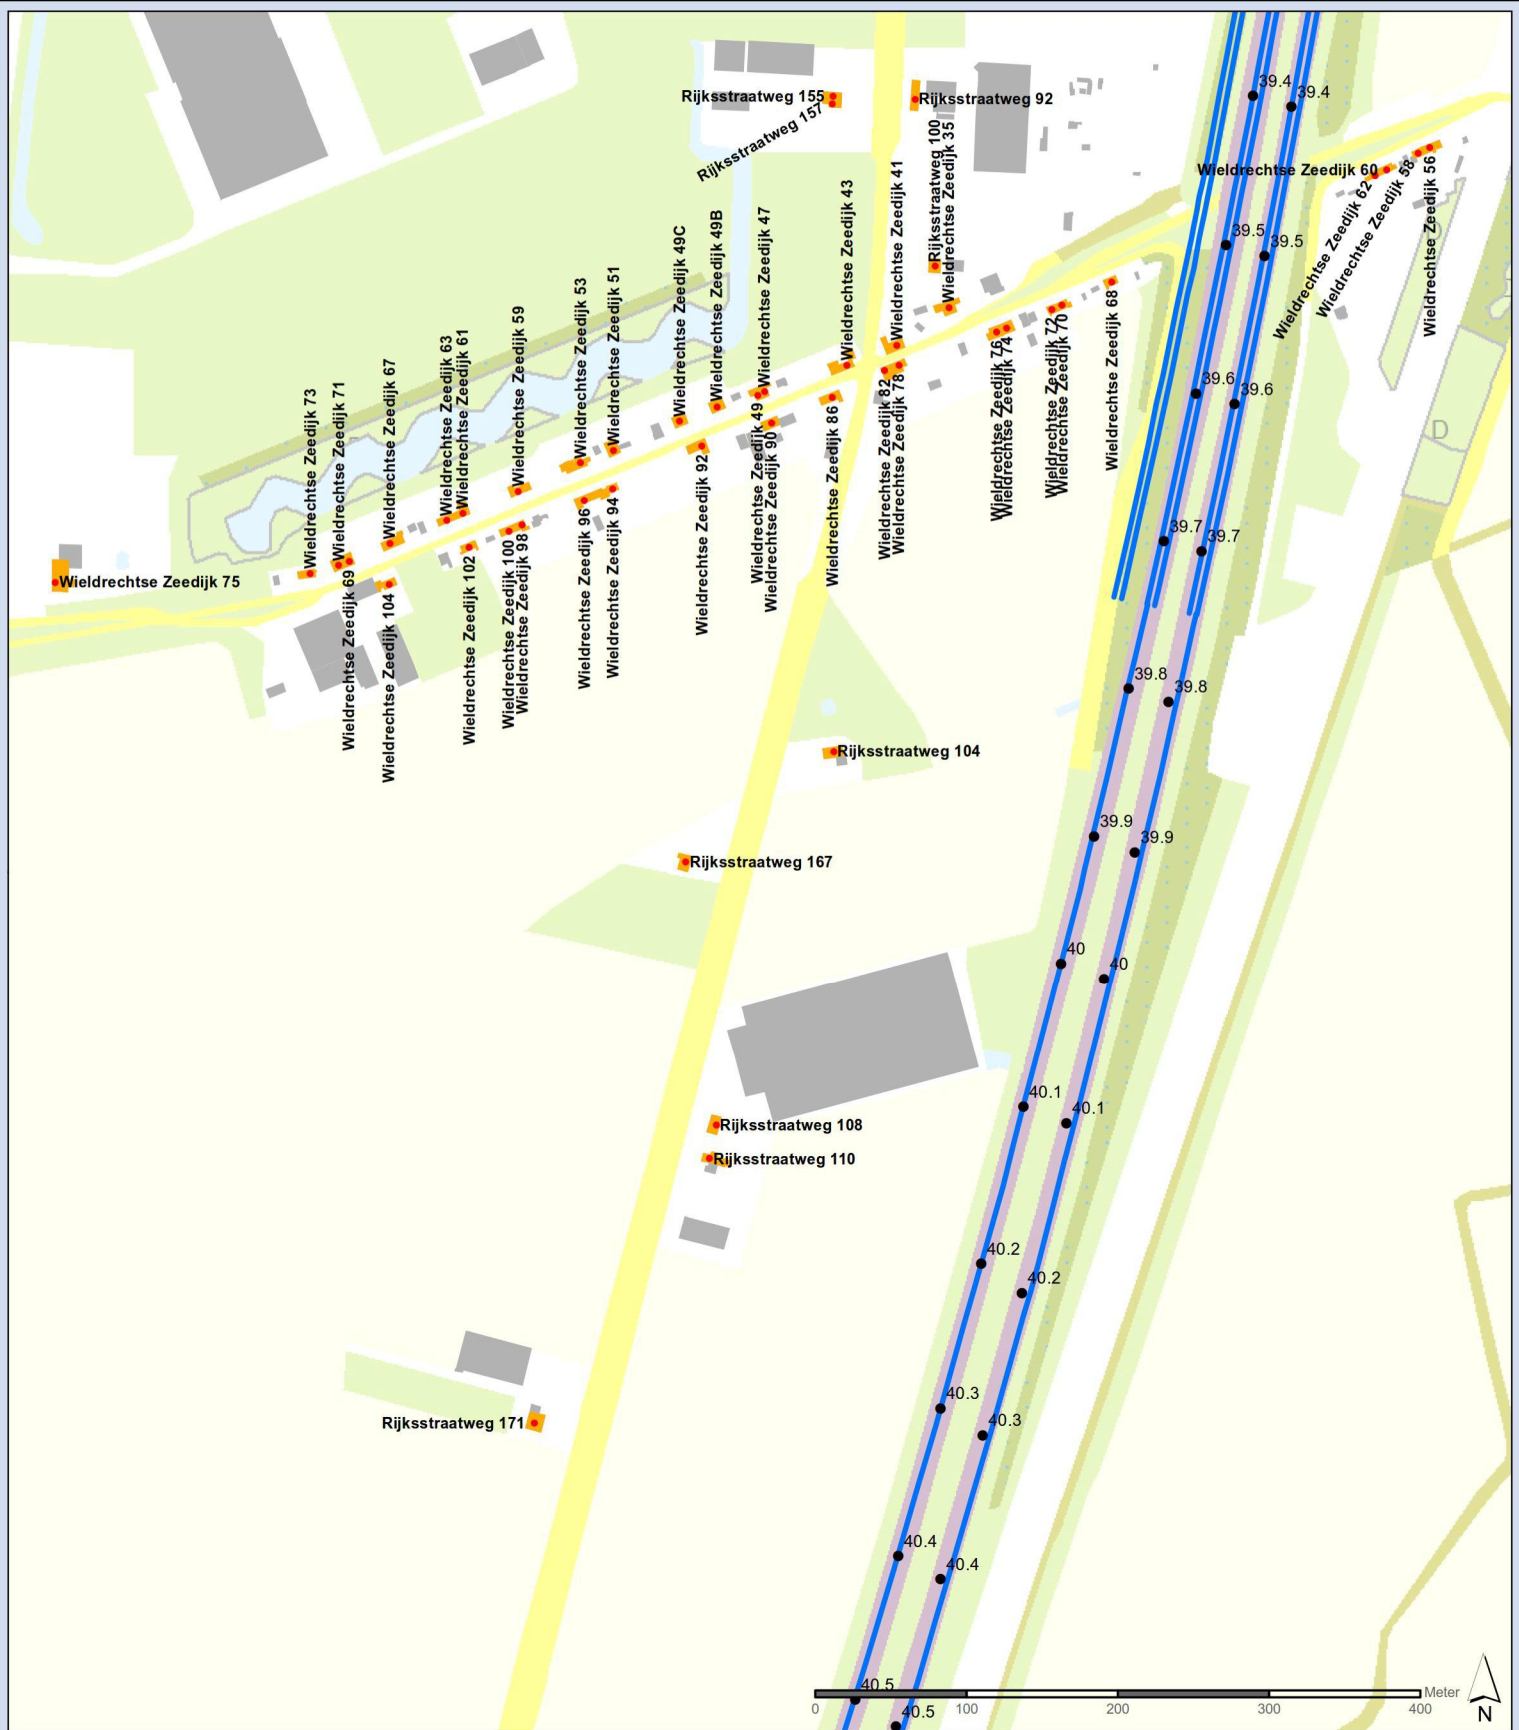 39.4
39.4
Rijksstraatweg 155
Rijksstraatweg 92
Rijksstraatweg 157
Rijksstraatweg 100
Wieldrechtse Zeedijk 35
Wieldrechtse Zeedijk 60
Wieldrechtse Zeedijk 62
Wieldrechtse Zeedijk 58
Wieldrechtse Zeedijk 56
Wieldrechtse Zeedijk 41
Wieldrechtse Zeedijk 43
Wieldrechtse Zeedijk 47
Wieldrechtse Zeedijk 49B
Wieldrechtse Zeedijk 49C
39.5
39.5
Wieldrechtse Zeedijk 51
Wieldrechtse Zeedijk 53
Wieldrechtse Zeedijk 59
Wieldrechtse Zeedijk 61
Wieldrechtse Zeedijk 63
Wieldrechtse Zeedijk 67
Wieldrechtse Zeedijk 71
Wieldrechtse Zeedijk 73
39.6
39.6
Wieldrechtse Zeedijk 68
Wieldrechtse Zeedijk 70
Wieldrechtse Zeedijk 72
Wieldrechtse Zeedijk 74
Wieldrechtse Zeedijk 76
Wieldrechtse Zeedijk 78
Wieldrechtse Zeedijk 82
Wieldrechtse Zeedijk 86
Wieldrechtse Zeedijk 49
Wieldrechtse Zeedijk 90
Wieldrechtse Zeedijk 92
D
D
39.7
39.7
Wieldrechtse Zeedijk 94
Wieldrechtse Zeedijk 96
Wieldrechtse Zeedijk 98
Wieldrechtse Zeedijk 100
Wieldrechtse Zeedijk 102
Wieldrechtse Zeedijk 104
Wieldrechtse Zeedijk 69
Wieldrechtse Zeedijk 75
39.8
39.8
Rijksstraatweg 104
39.9
39.9
Rijksstraatweg 167
40
40
40.1
40.1
Rijksstraatweg 108
Rijksstraatweg 110
40.2
40.2
40.3
40.3
Rijksstraatweg 171
40.4
40.4
40.5
40.5
Meter
0 100 200 300 400
N